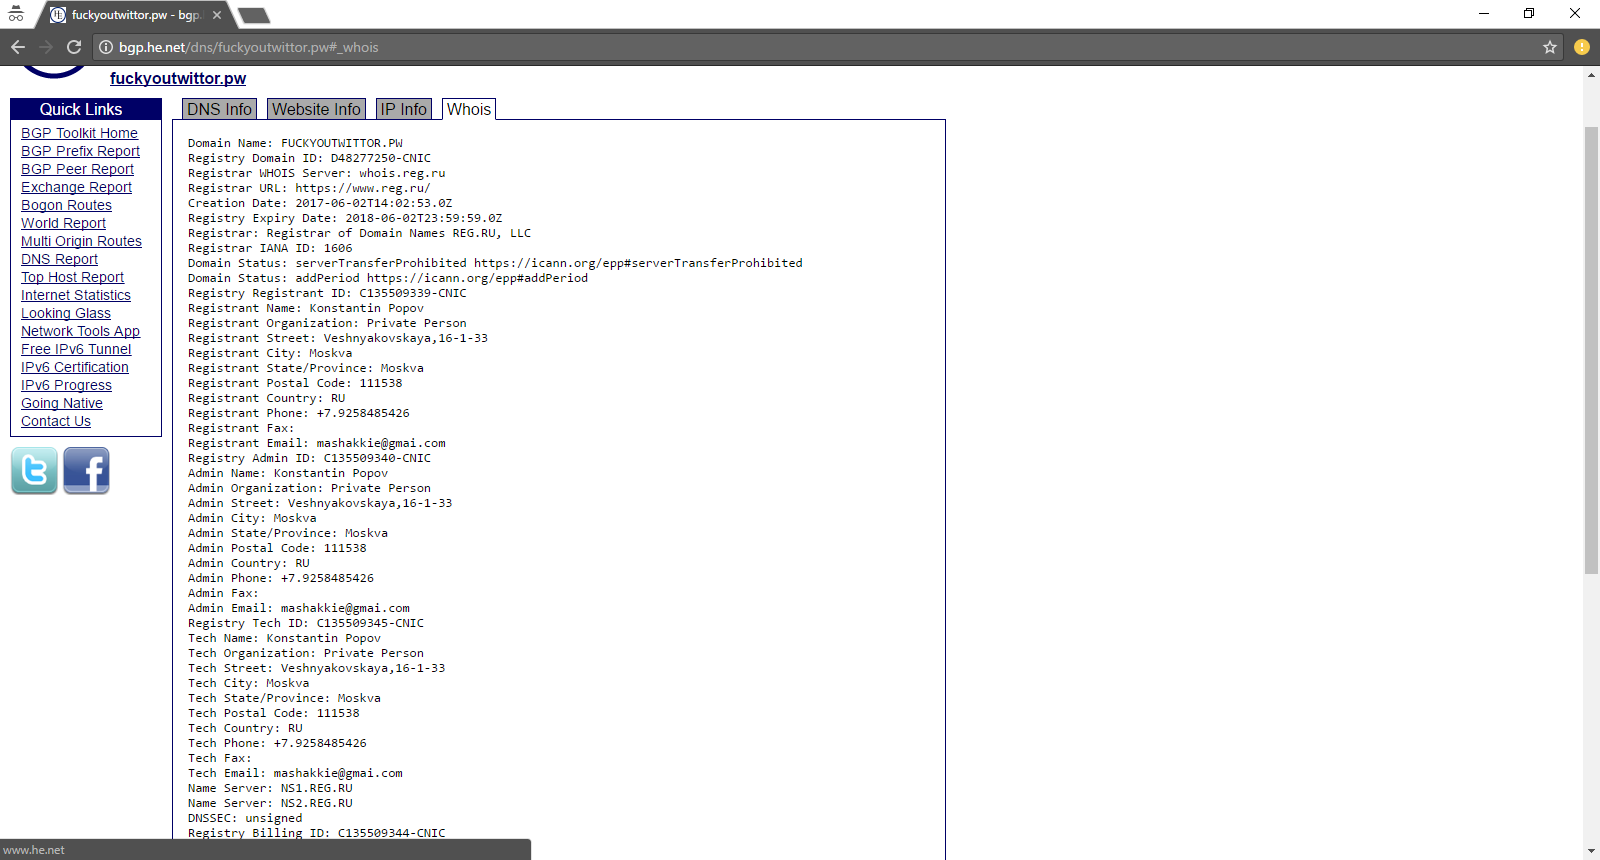 fuckyoutwittor.pw - bgp.
bgp.he.net/dns/fuckyoutwittor.pw#_whois
fuckyoutwittor.pw
Quick Links
BGP Toolkit Home
BGP Prefix Report
BGP Peer Report
Exchange Report
Bogon Routes
World Report
Multi Origin Routes
DNS Report
Top Host Report
Internet Statistics
Looking Glass
Network Tools App
Free IPv6 Tunnel
IPv6 Certification
IPv6 Progress
Going Native
Contact Us
DNS Info Website Info IP Info Whois
Domain Name: FUCKYOUTWITTOR.PW
Registry Domain ID: D48277250-CNIC
Registrar WHOIS Server: whois.reg.ru
Registrar URL: https://www.reg.ru/
Creation Date: 2017-06-02T14:02:53.0Z
Registry Expiry Date: 2018-06-02T23:59:59.0Z
Registrar: Registrar of Domain Names REG.RU, LLC
Registrar IANA ID: 1606
Domain Status: serverTransferProhibited https://icann.org/epp#serverTransferProhibited
Domain Status: addPeriod https://icann.org/epp#addPeriod
Registry Registrant ID: C135509339-CNIC
Registrant Name: Konstantin Popov
Registrant Organization: Private Person
Registrant Street: Veshnyakovskaya,16-1-33
Registrant City: Moskva
Registrant State/Province: Moskva
Registrant Postal Code: 111538
Registrant Country: RU
Registrant Phone: +7.9258485426
Registrant Fax:
Registrant Email: mashakkie@gmai.com
Registry Admin ID: C135509340-CNIC
Admin Name: Konstantin Popov
Admin Organization: Private Person
Admin Street: Veshnyakovskaya,16-1-33
Admin City: Moskva
Admin State/Province: Moskva
Admin Postal Code: 111538
Admin Country: RU
Admin Phone: +7.9258485426
Admin Fax:
Admin Email: mashakkie@gmai.com
Registry Tech ID: C135509345-CNIC
Tech Name: Konstantin Popov
Tech Organization: Private Person
Tech Street: Veshnyakovskaya,16-1-33
Tech City: Moskva
Tech State/Province: Moskva
Tech Postal Code: 111538
Tech Country: RU
Tech Phone: +7.9258485426
Tech Fax:
Tech Email: mashakkie@gmai.com
Name Server: NS1.REG.RU
Name Server: NS2.REG.RU
DNSSEC: unsigned
Registry Billing ID: C135509344-CNIC
www.he.net